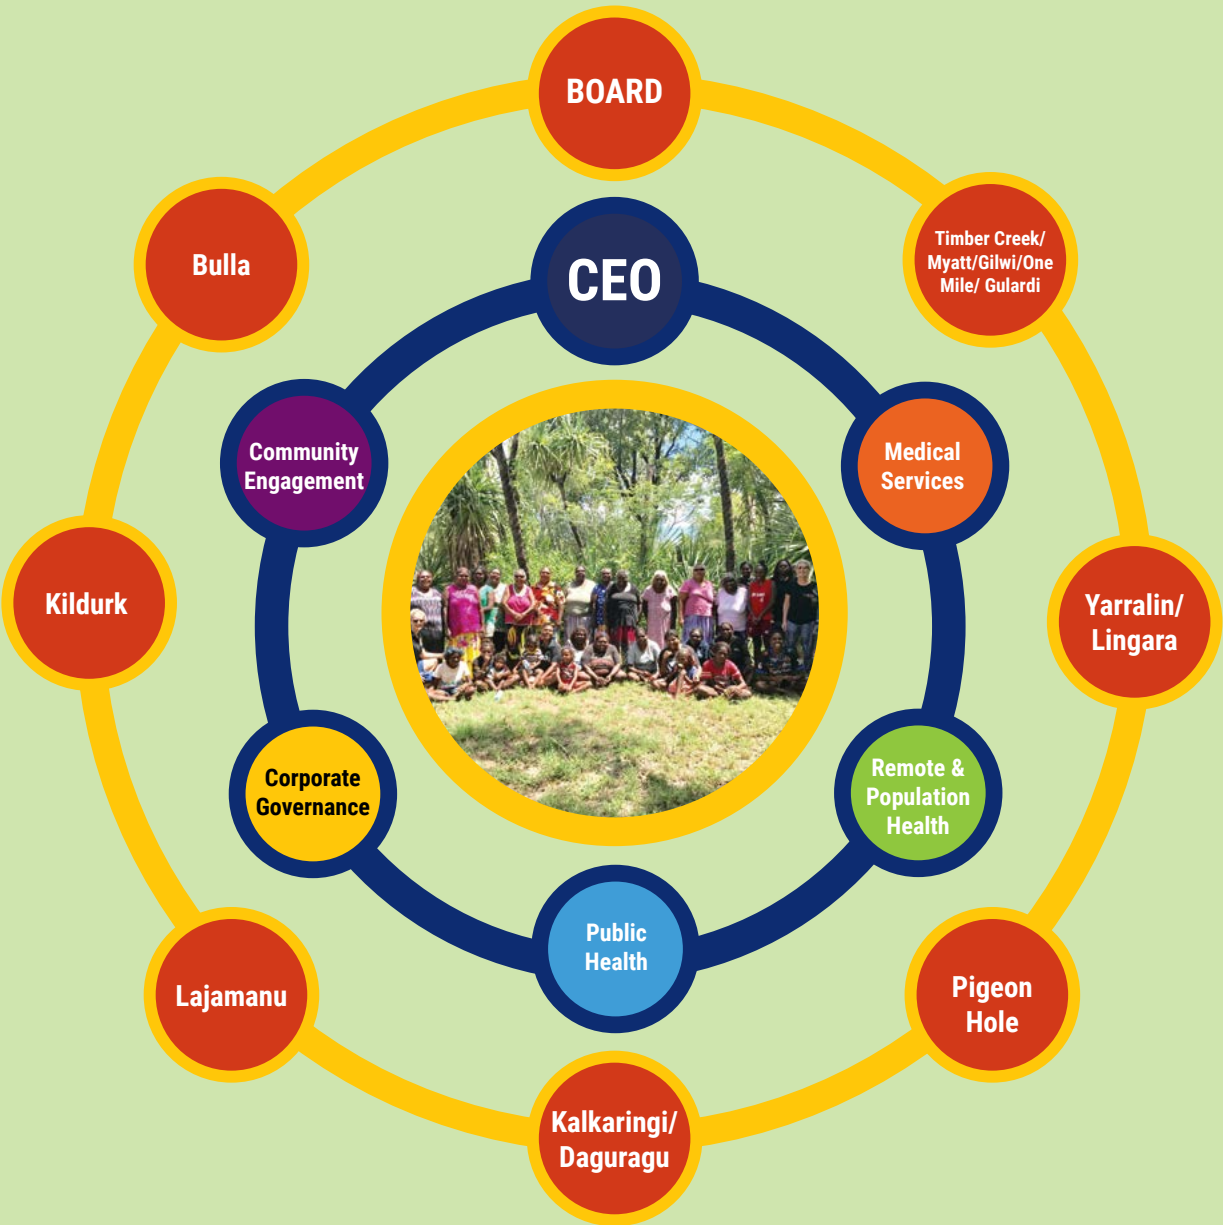 BOARD
Timber Creek/
Myatt/Gilwi/One
Mile/ Gulardi
Yarralin/
Lingara
Pigeon
Hole
Kalkaringi/
Daguragu
Lajamanu
Kildurk
Bulla
CEO
Medical
Services
Remote &
Population
Health
Public
Health
Corporate
Governance
Community
Engagement